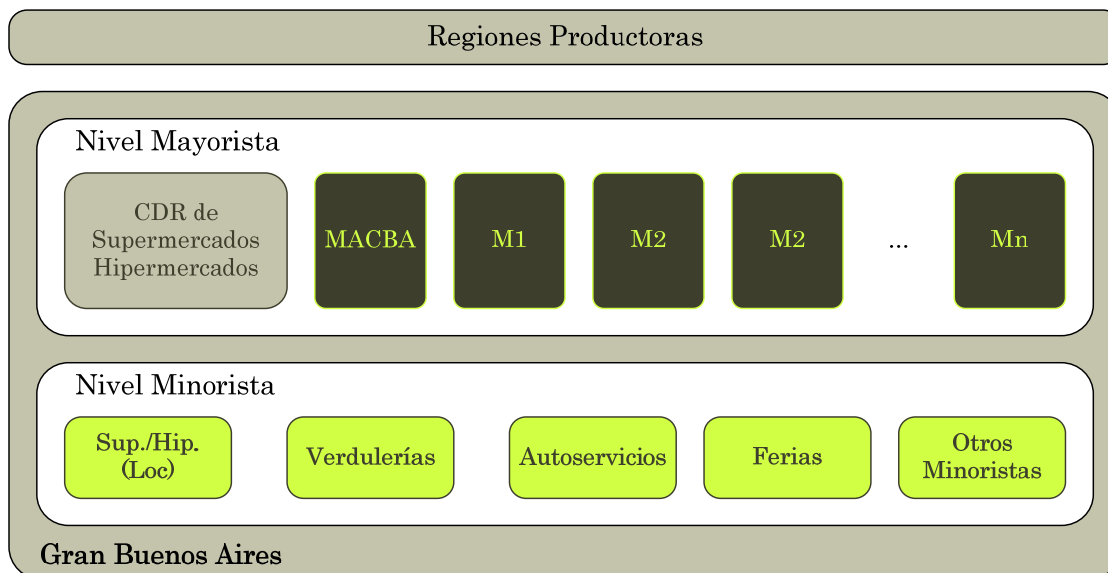 Regiones Productoras
Nivel Mayorista
CDR de
Supermercados
Hipermercados
MACBA
M1
M2
M2
...
Mn
Nivel Minorista
Sup./Hip.
(Loc)
Verdulerías
Autoservicios
Ferias
Otros
Minoristas
Gran Buenos Aires